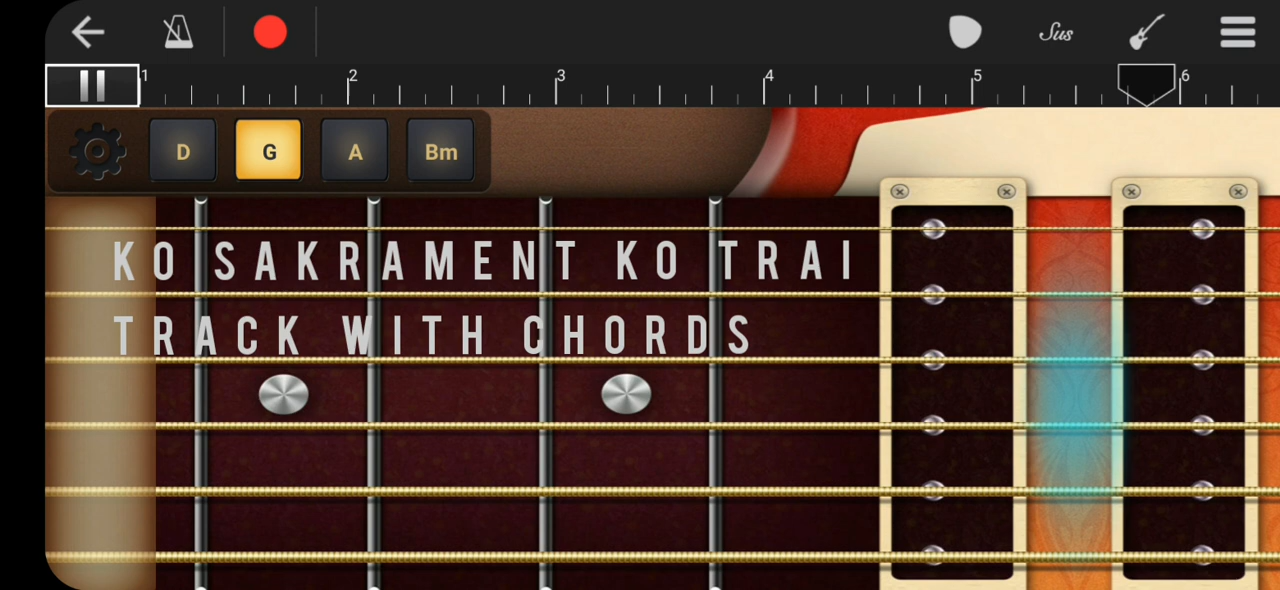 Sus
1 2 3 4 5 6
D G A Bm
KO SAKRAMENT KO TRAI
TRACK WITH CHORDS